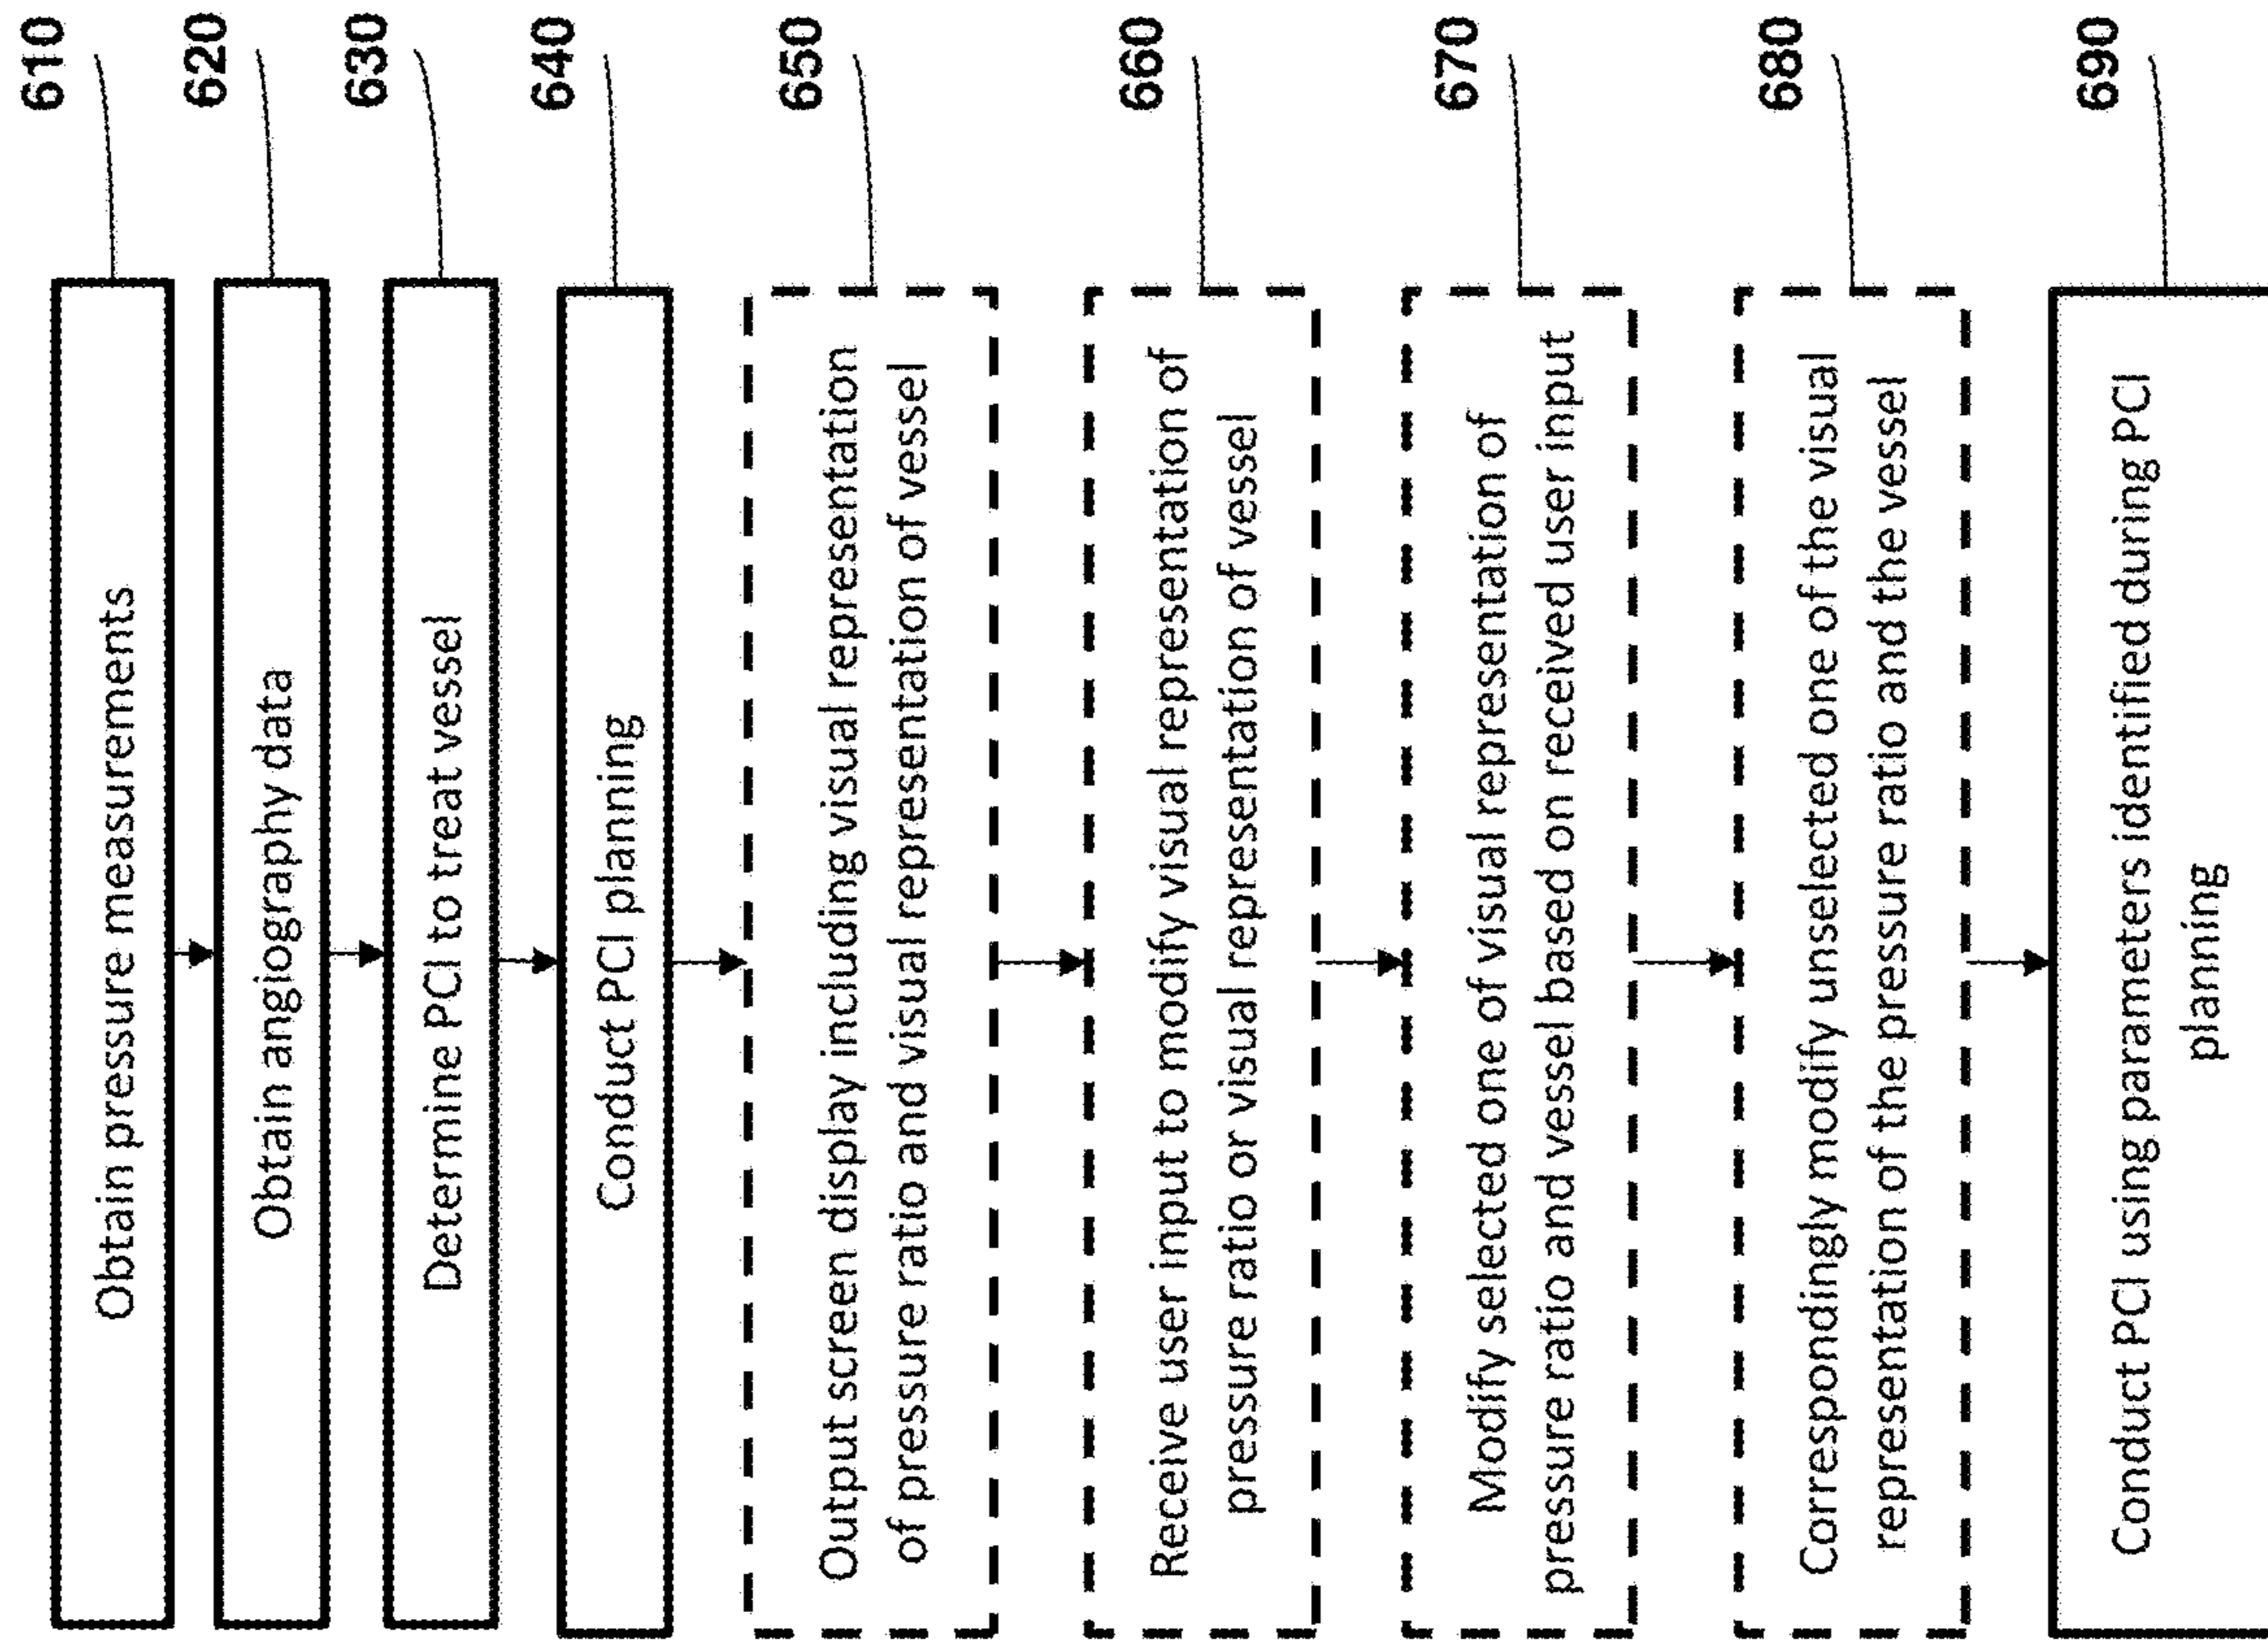 610
Obtain pressure measurements
620
Obtain angiography data
630
Determine PCI to treat vessel
640
Conduct PCI planning
650
Output screen display including visual representation
of pressure ratio and visual representation of vessel
660
Receive user input to modify visual representation of
pressure ratio or visual representation of vessel
670
Modify selected one of visual representation of
pressure ratio and vessel based on received user input
680
Correspondingly modify unselected one of the visual
representation of the pressure ratio and the vessel
690
Conduct PCI using parameters identified during PCI
planning